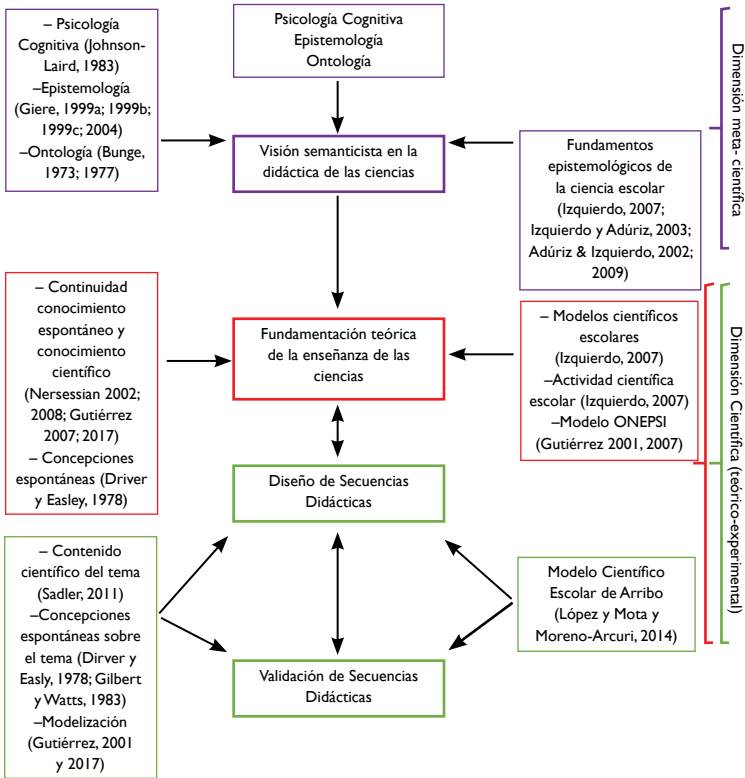 – Psicología
Cognitiva (Johnson-
Laird, 1983)
–Epistemología
(Giere, 1999a; 1999b;
1999c; 2004)
–Ontología (Bunge,
1973; 1977)
Psicología Cognitiva
Epistemología
Ontología
Visión semanticista en la
didáctica de las ciencias
Fundamentos
epistemológicos de
la ciencia escolar
(Izquierdo, 2007;
Izquierdo y Adúriz, 2003;
Adúriz & Izquierdo, 2002;
2009)
Dimensión meta- científica
– Continuidad
conocimiento
espontáneo y
conocimiento
científico
(Nersessian 2002;
2008; Gutiérrez
2007; 2017)
– Concepciones
espontáneas (Driver
y Easley, 1978)
Fundamentación teórica
de la enseñanza de las
ciencias
– Modelos científicos
escolares
(Izquierdo, 2007)
–Actividad científica
escolar (Izquierdo, 2007)
–Modelo ONEPSI
(Gutiérrez 2001, 2007)
Diseño de Secuencias
Didácticas
– Contenido
científico del tema
(Sadler, 2011)
–Concepciones
espontáneas sobre
el tema (Dirver y
Easly, 1978; Gilbert
y Watts, 1983)
–Modelización
(Gutiérrez, 2001
y 2017)
Modelo Científico
Escolar de Arribo
(López y Mota y
Moreno-Arcuri, 2014)
Validación de Secuencias
Didácticas
Dimensión Científica (teórico-experimental)